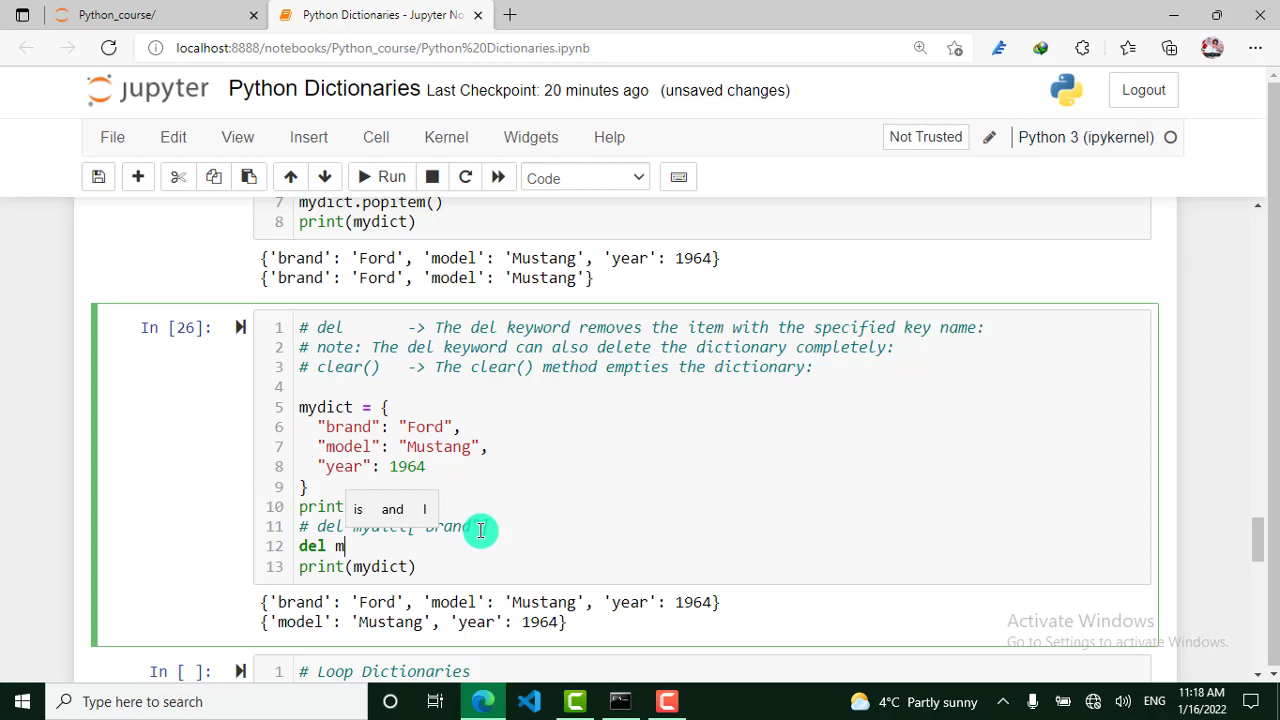 Python_course/
Python Dictionaries - Jupyter No
localhost:8888/notebooks/Python_course/Python%20Dictionaries.ipynb
jupyter Python Dictionaries Last Checkpoint: 20 minutes ago (unsaved changes)
Logout
File Edit View Insert Cell Kernel Widgets Help
Not Trusted
Python 3 (ipykernel)
Run
Code
7 mydict.popitem()
8 print(mydict)
{'brand': 'Ford', 'model': 'Mustang', 'year': 1964}
{'brand': 'Ford', 'model': 'Mustang'}
In [26]:
1 # del -> The del keyword removes the item with the specified key name:
2 # note: The del keyword can also delete the dictionary completely:
3 # clear() -> The clear() method empties the dictionary:
4
5 mydict = {
6 "brand": "Ford",
7 "model": "Mustang",
8 "year": 1964
9 }
10 print
is and I
11 # del mydict["brand"]
12 del m
13 print(mydict)
{'brand': 'Ford', 'model': 'Mustang', 'year': 1964}
{'model': 'Mustang', 'year': 1964}
Activate Windows
Go to Settings to activate Windows.
In [ ]:
1 # Loop Dictionaries
Type here to search
4°C Partly sunny
ENG
11:18 AM
1/16/2022